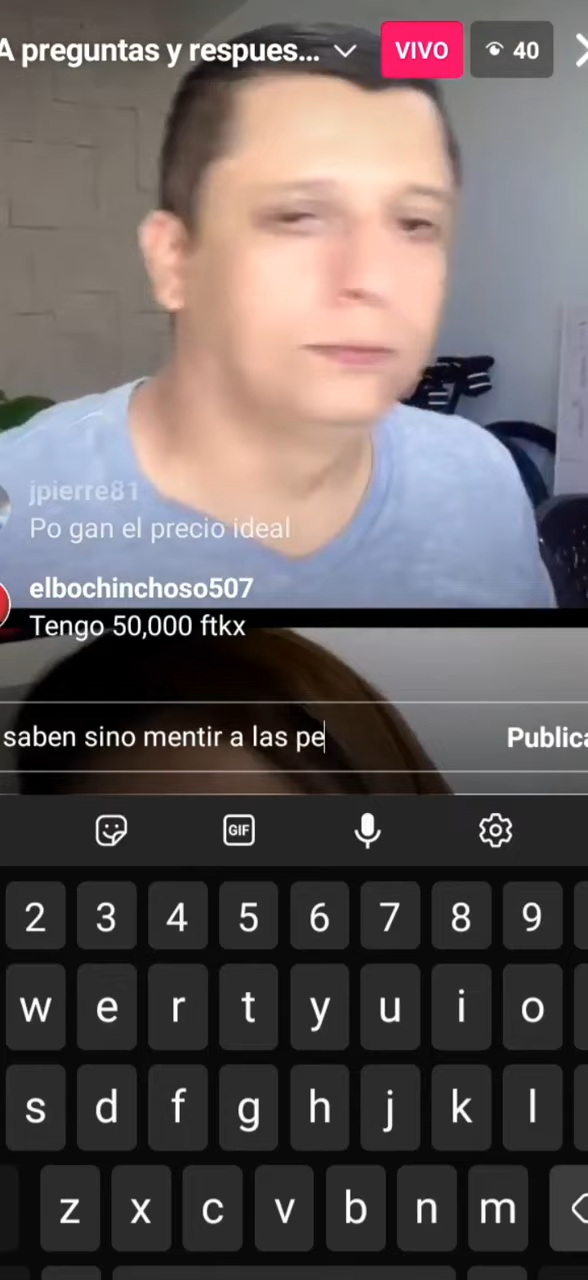 A preguntas y respues...
VIVO
40
jpierre81
Po gan el precio ideal
elbochinchoso507
Tengo 50,000 ftkx
saben sino mentir a las pe
Publica
GIF
2 3 4 5 6 7 8 9
w e r t y u i o
s d f g h j k l
z x c v b n m